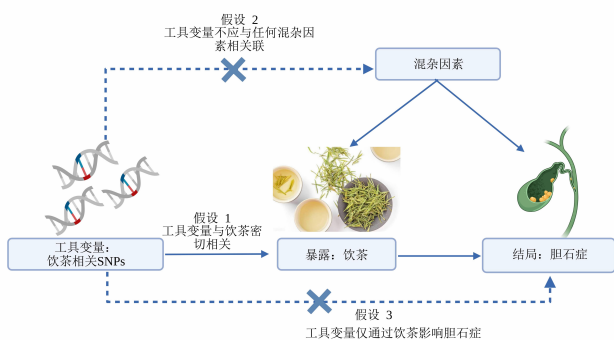 假设 2
工具变量不应与任何混杂因
素相关联
混杂因素
假设 1
工具变量与饮茶密
切相关
工具变量：
饮茶相关SNPs
暴露：饮茶
结局：胆石症
假设 3
工具变量仅通过饮茶影响胆石症